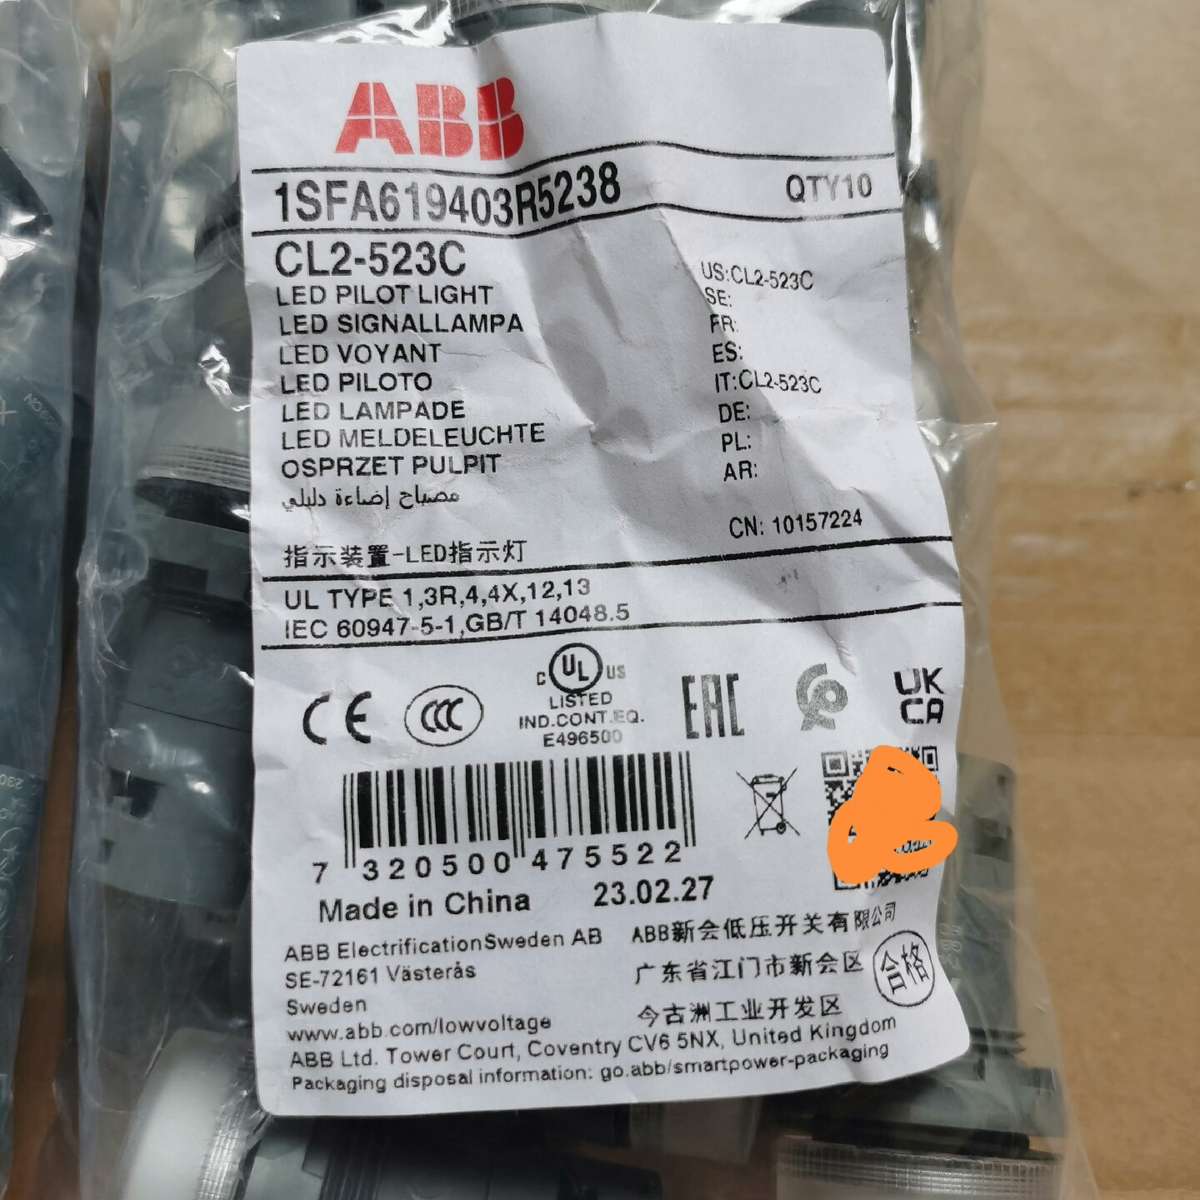 ABB
1SFA619403R5238 QTY10
CL2-523C
LED PILOT LIGHT
LED SIGNALLAMPA
LED VOYANT
LED PILOTO
LED LAMPADE
LED MELDELEUCHTE
OSPRZET PULPIT
مصباح إضاءة دليلي
指示装置-LED指示灯
US:CL2-523C
SE:
FR:
ES:
IT:CL2-523C
DE:
PL:
AR:
CN: 10157224
UL TYPE 1,3R,4,4X,12,13
IEC 60947-5-1,GB/T 14048.5
CE
CCC
C UL US
LISTED
IND.CONT.EQ.
E496500
EAC
UK
CA
7 320500 475522
Made in China 23.02.27
ABB ElectrificationSweden AB
SE-72161 Västerås
Sweden
www.abb.com/lowvoltage
ABB新会低压开关有限公司
广东省江门市新会区
今古洲工业开发区
合格
ABB Ltd. Tower Court, Coventry CV6 5NX, United Kingdom
Packaging disposal information: go.abb/smartpower-packaging